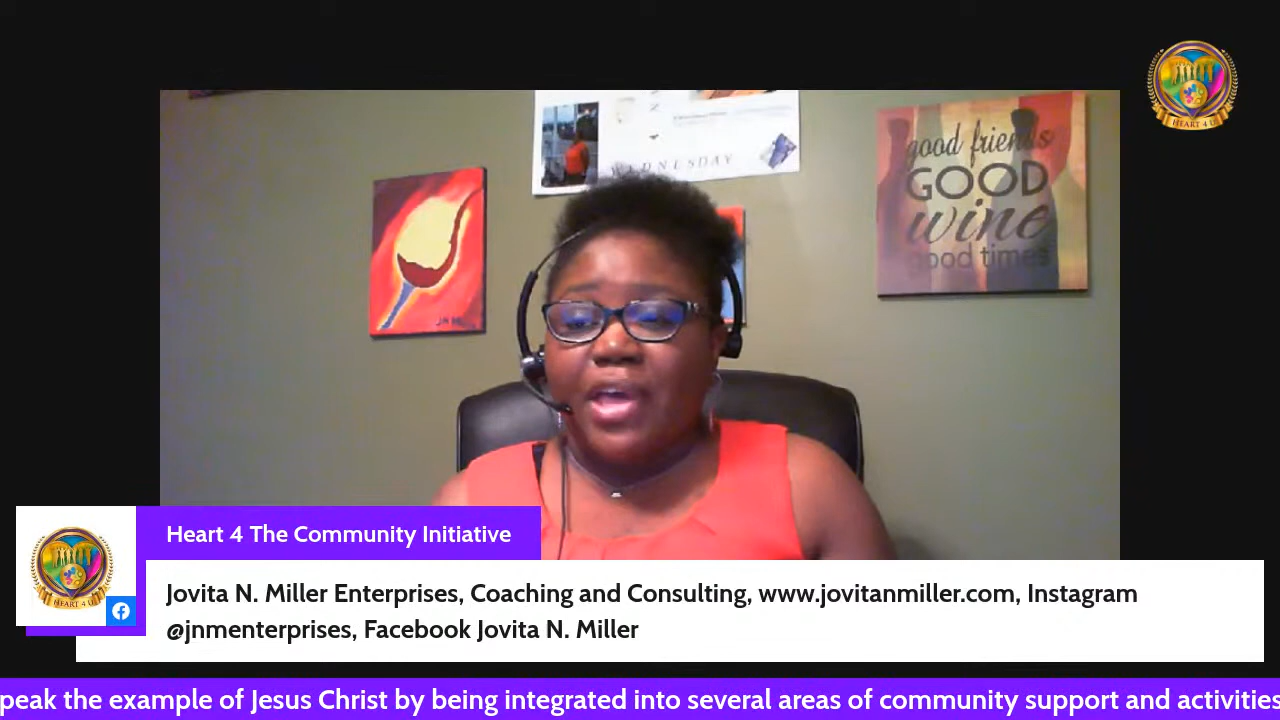 HEART 4 U
WEDNESDAY
good friends
GOOD
wine
good times
Heart 4 The Community Initiative
HEART 4 U
Jovita N. Miller Enterprises, Coaching and Consulting, www.jovitanmiller.com, Instagram
@jnmenterprises, Facebook Jovita N. Miller
peak the example of Jesus Christ by being integrated into several areas of community support and activities